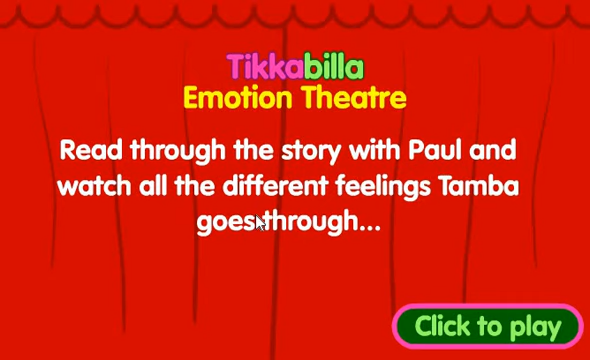 Tikkabilla
Emotion Theatre
Read through the story with Paul and
watch all the different feelings Tamba
goes through...
Click to play